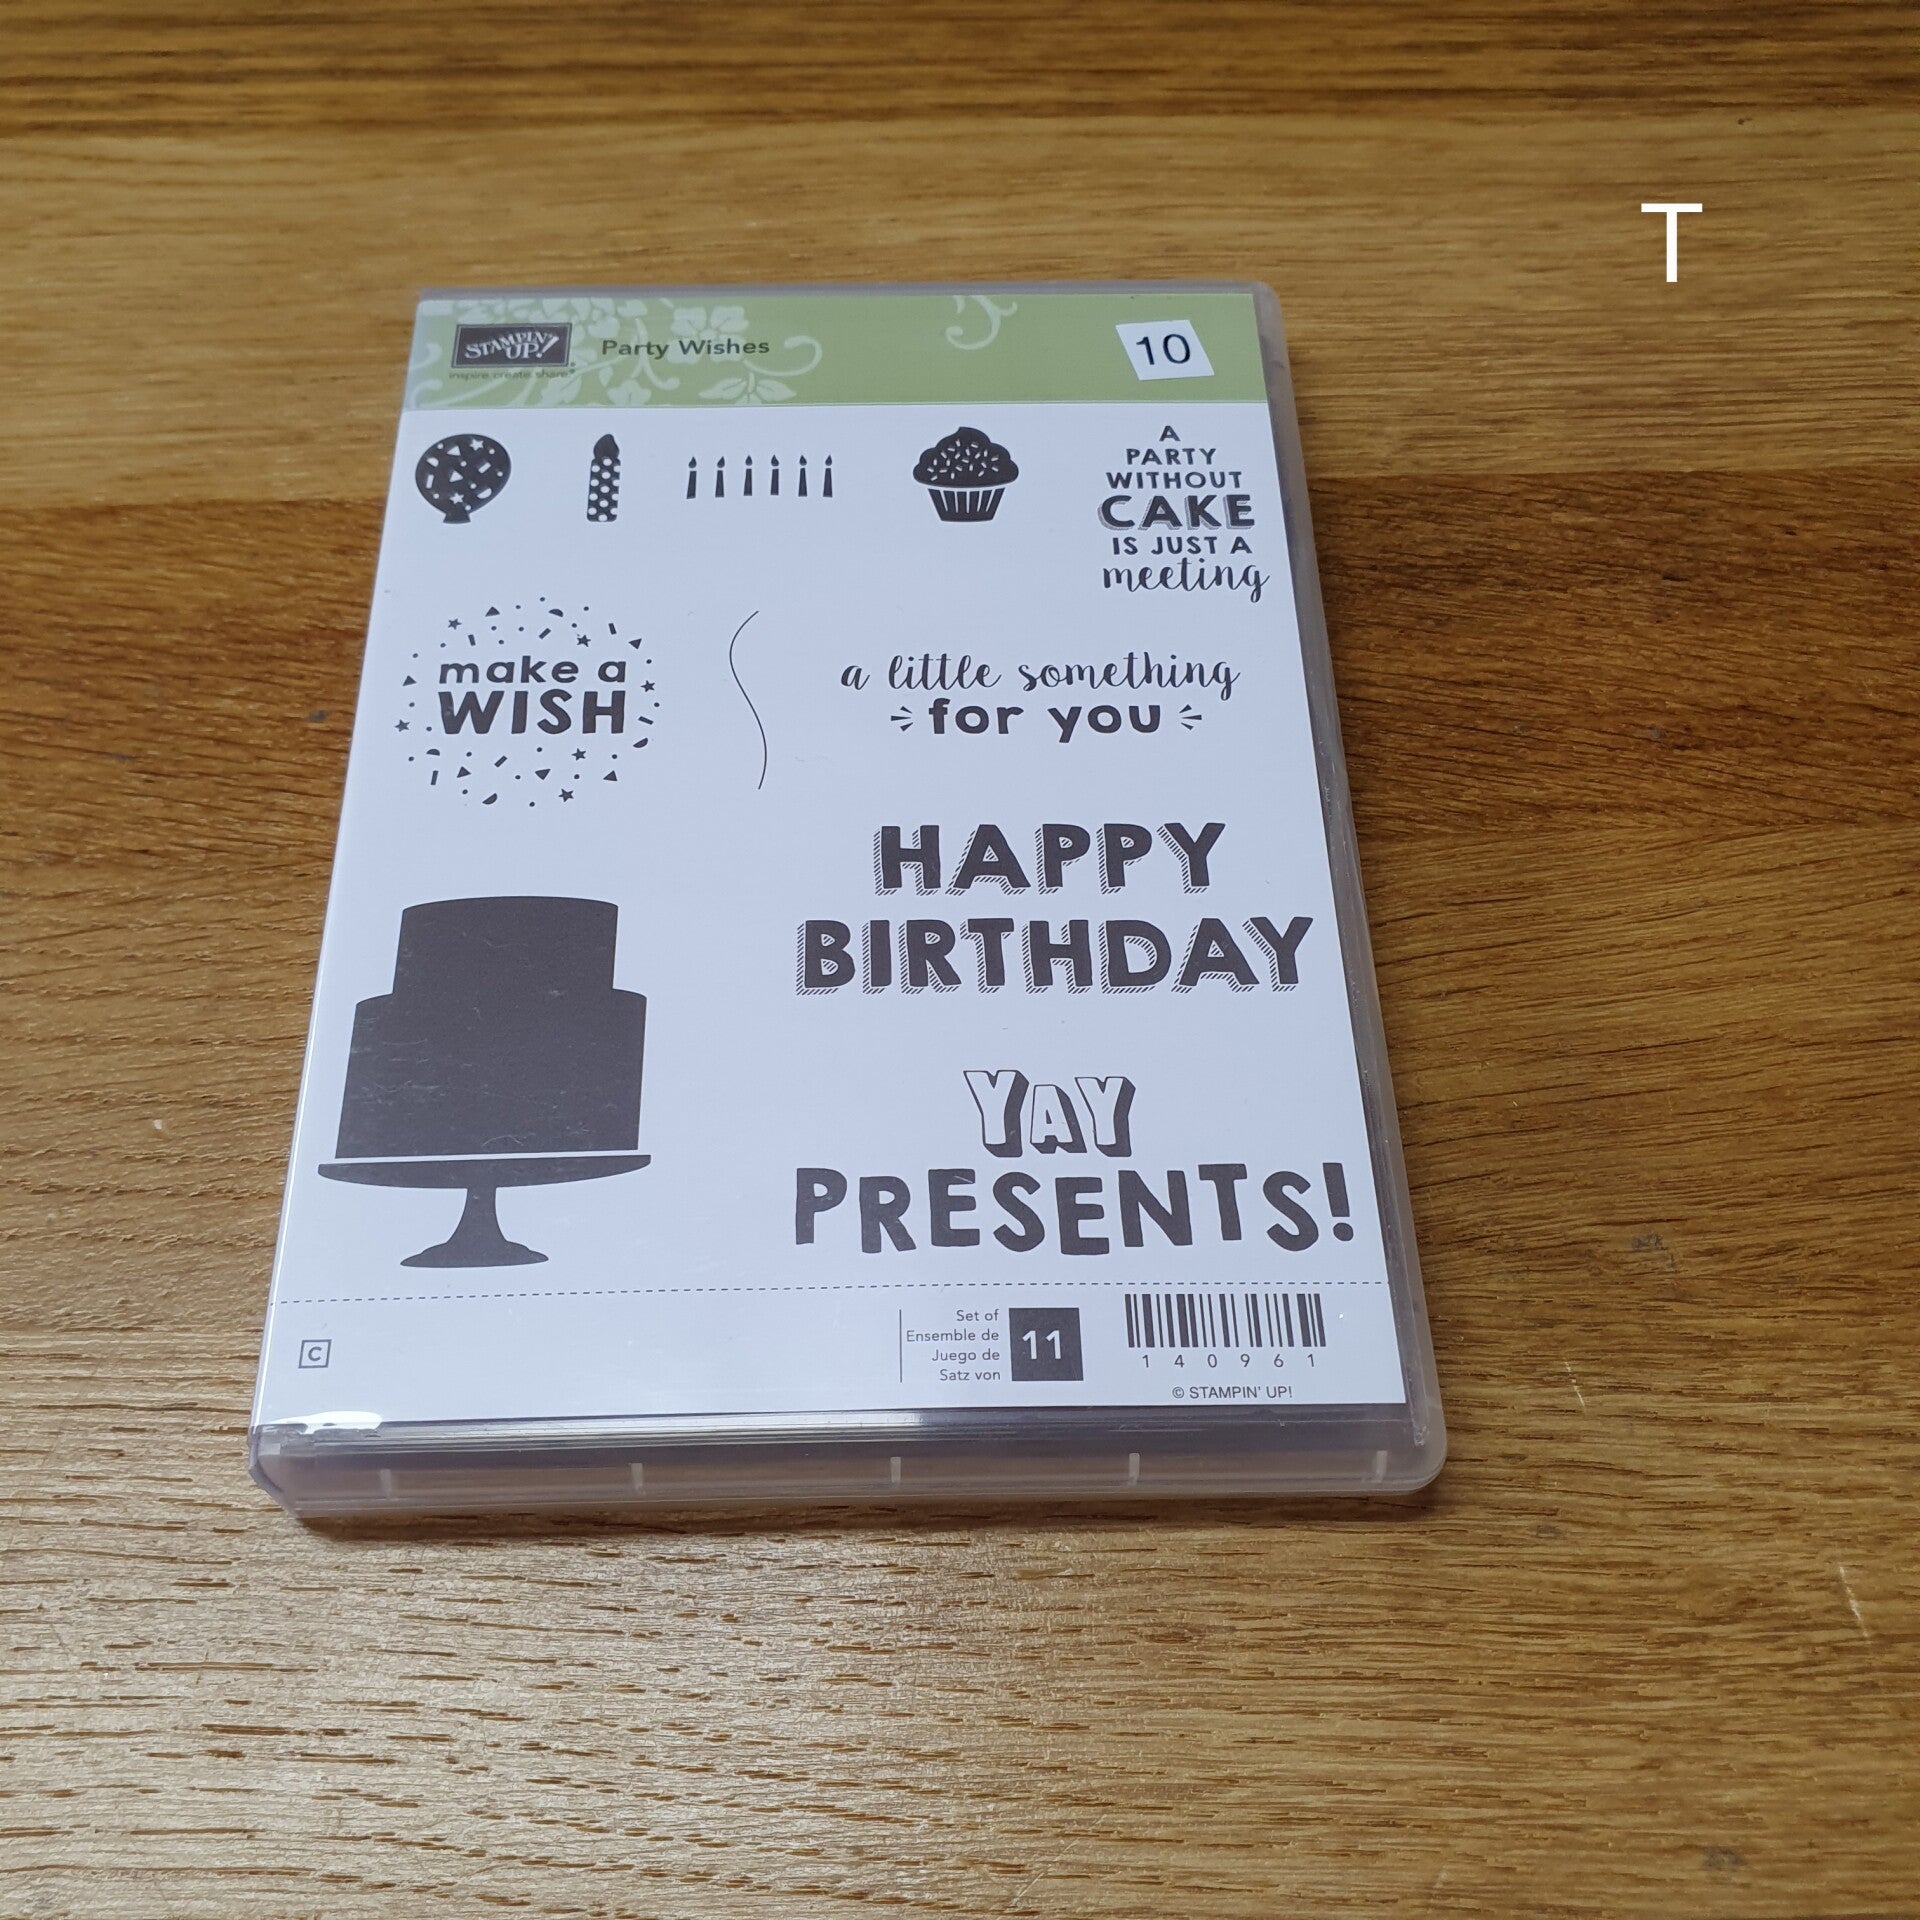 T
STAMPIN' UP!
inspire.create.share
Party Wishes
10
A
PARTY
WITHOUT
CAKE
IS JUST A
meeting
make a
WISH
a little something
for you
HAPPY
BIRTHDAY
YAY
PRESENTS!
C
Set of
Ensemble de
Juego de
Satz von
11
140961
© STAMPIN' UP!